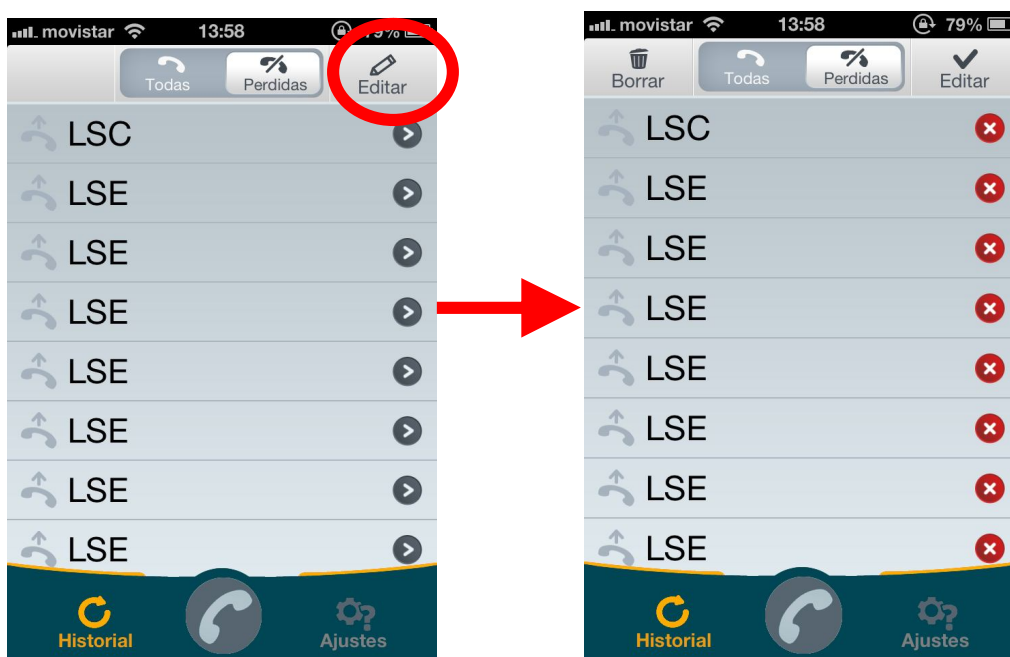 movistar 13:58 79%
Todas Perdidas Editar
LSC
LSE
LSE
LSE
LSE
LSE
LSE
LSE
Historial Ajustes
movistar 13:58 79%
Borrar Todas Perdidas Editar
LSC
LSE
LSE
LSE
LSE
LSE
LSE
LSE
Historial Ajustes